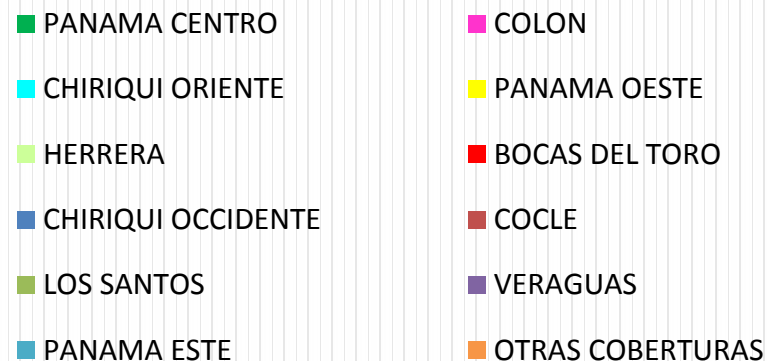 PANAMA CENTRO
COLON
CHIRIQUI ORIENTE
PANAMA OESTE
HERRERA
BOCAS DEL TORO
CHIRIQUI OCCIDENTE
COCLE
LOS SANTOS
VERAGUAS
PANAMA ESTE
OTRAS COBERTURAS